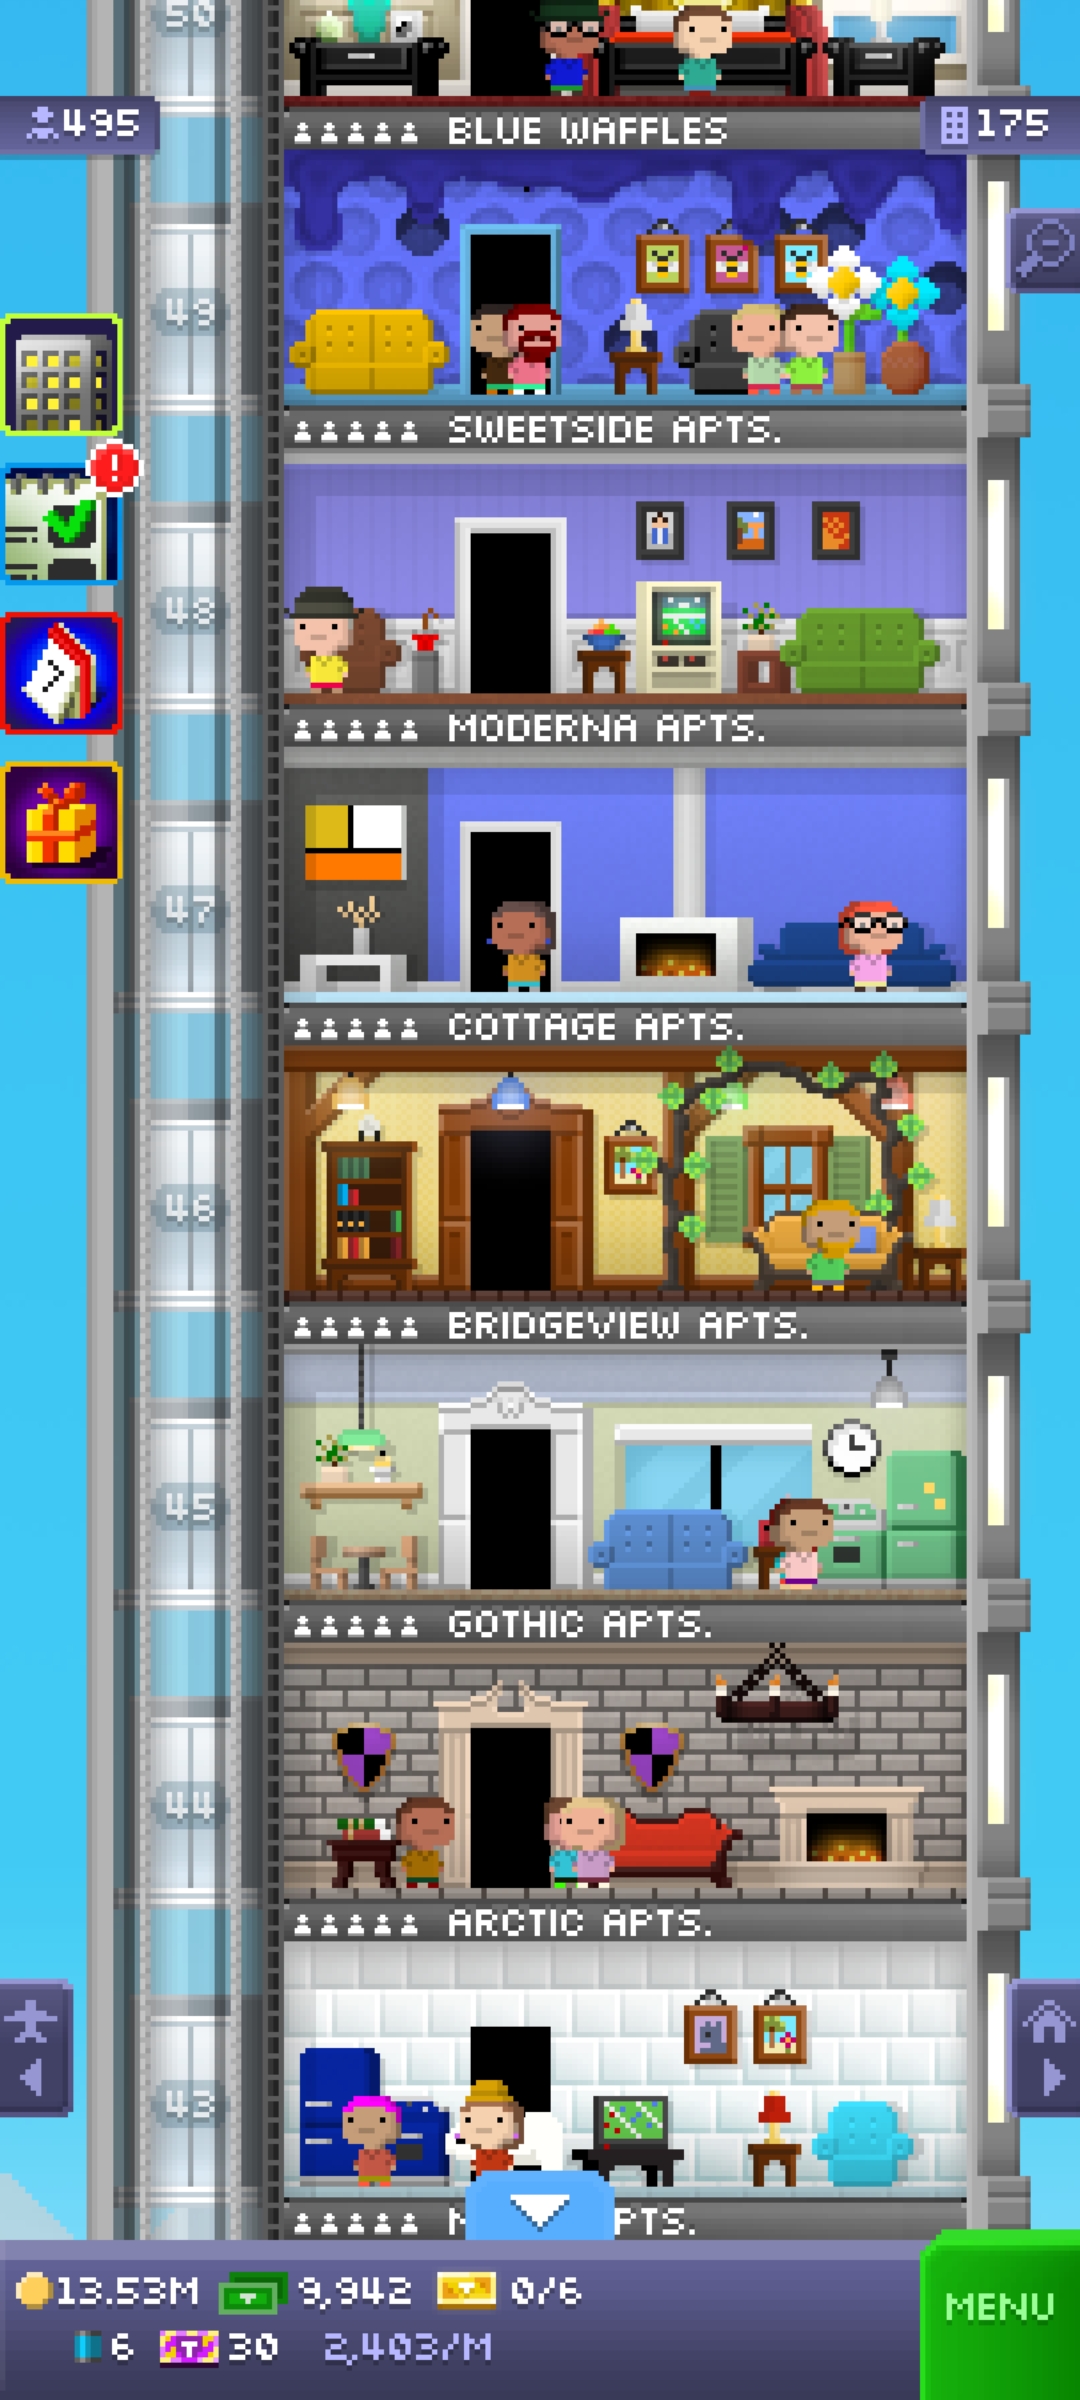 50
495
BLUE WAFFLES
175
49
SWEETSIDE APTS.
48
MODERNA APTS.
47
COTTAGE APTS.
46
BRIDGEVIEW APTS.
45
GOTHIC APTS.
44
ARCTIC APTS.
43
PTS.
13.53M 9,942 0/6
MENU
6 30 2,403/M